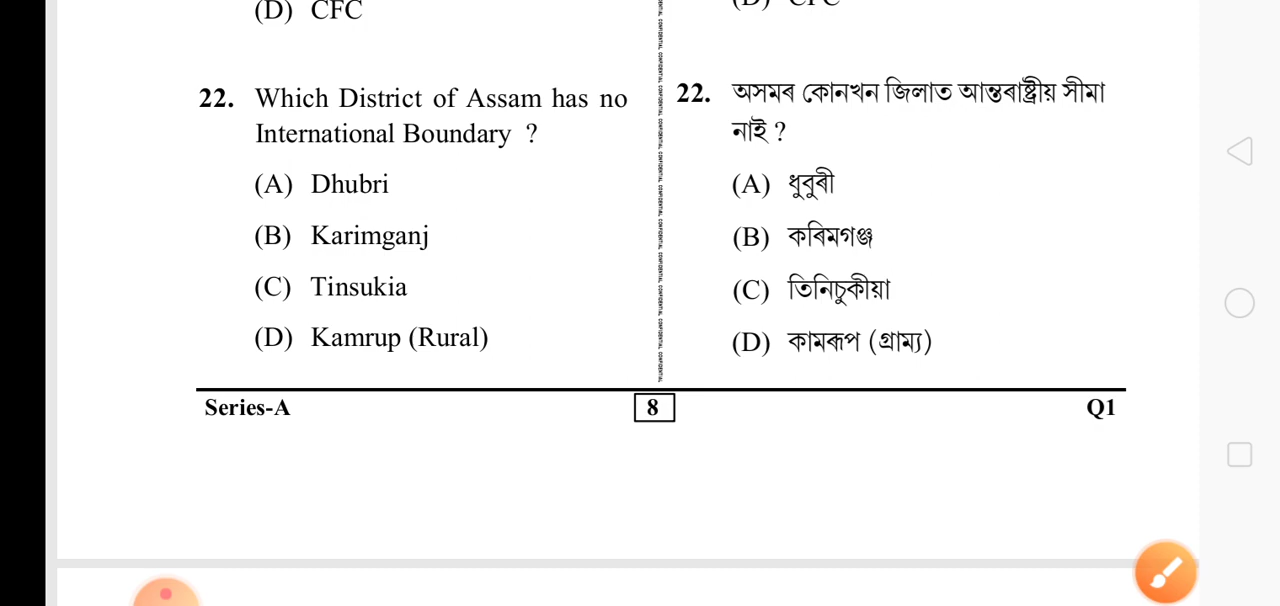 (D) CFC
22. Which District of Assam has no
International Boundary ?
(A) Dhubri
(B) Karimganj
(C) Tinsukia
(D) Kamrup (Rural)
22. অসমৰ কোনখন জিলাত আন্তৰাষ্ট্ৰীয় সীমা
নাই ?
(A) ধুবুৰী
(B) কৰিমগঞ্জ
(C) তিনিচুকীয়া
(D) কামৰূপ (গ্ৰাম্য)
Series-A
8
Q1